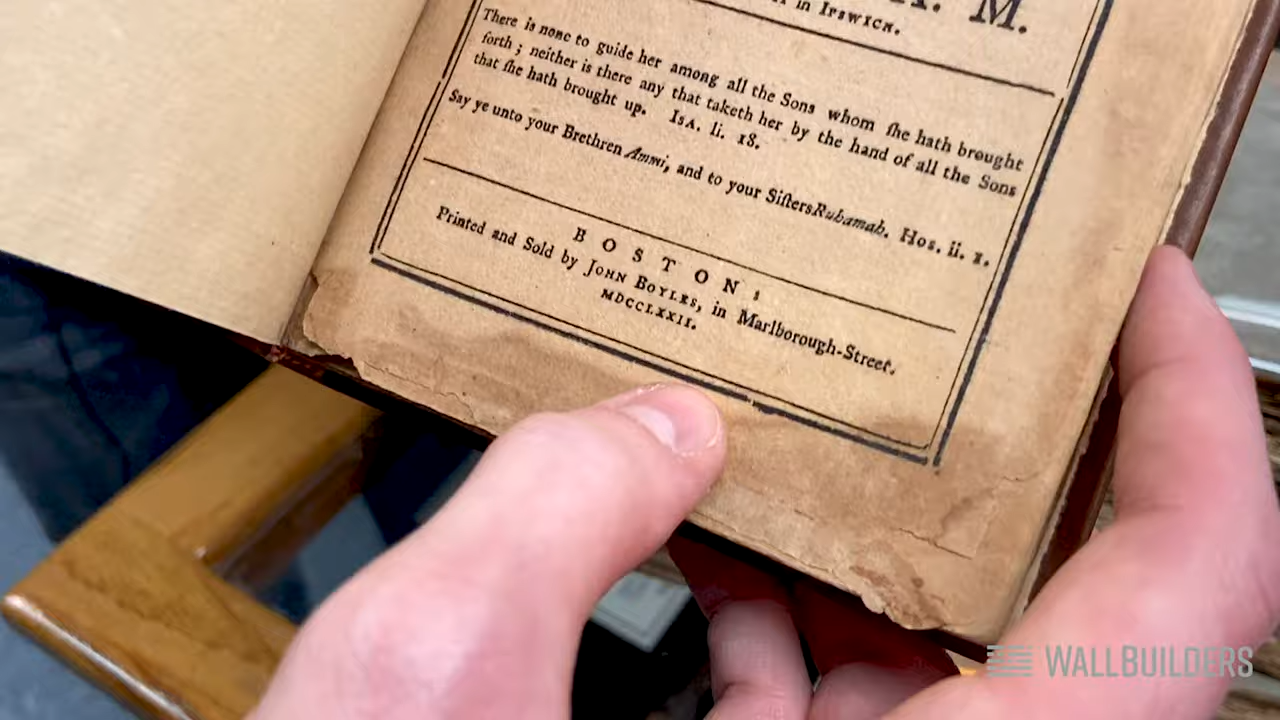 M.
in IPSWICH.
There is none to guide her among all the Sons whom ſhe hath brought
forth ; neither is there any that taketh her by the hand of all the Sons
that ſhe hath brought up. ISA. li. 18.
Say ye unto your Brethren Ammi, and to your Siſters Ruhamah. Hos. ii. 1.
BOSTON:
Printed and Sold by JOHN BOYLES, in Marlborough-Street.
MDCCLXXII.
WALLBUILDERS